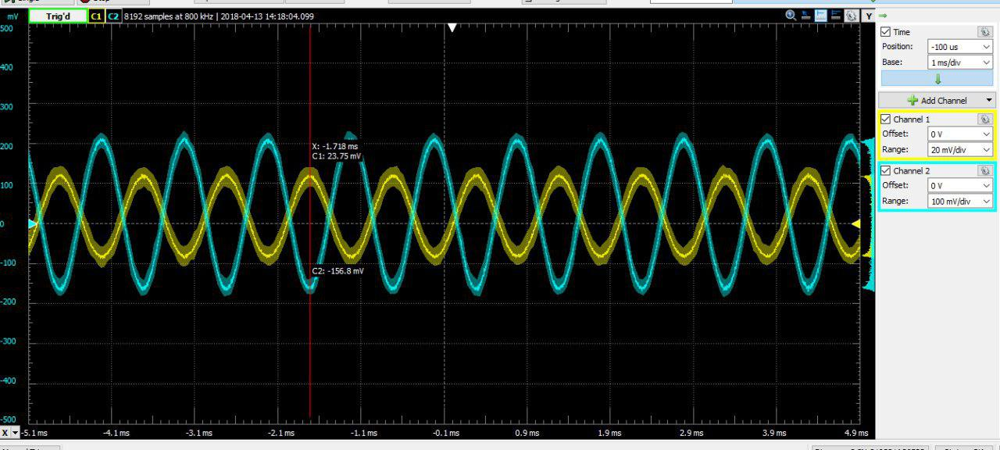 mV Trig'd C1 C2 8192 samples at 800 kHz | 2018-04-13 14:18:04.099 Y
500
400
300
200
100
0
-100
-200
-300
-400
-500
X: -1.718 ms
C1: 23.75 mV
C2: -156.8 mV
X -5.1 ms -4.1 ms -3.1 ms -2.1 ms -1.1 ms -0.1 ms 0.9 ms 1.9 ms 2.9 ms 3.9 ms 4.9 ms
Time
Position: -100 us
Base: 1 ms/div
Add Channel
Channel 1
Offset: 0 V
Range: 20 mV/div
Channel 2
Offset: 0 V
Range: 100 mV/div